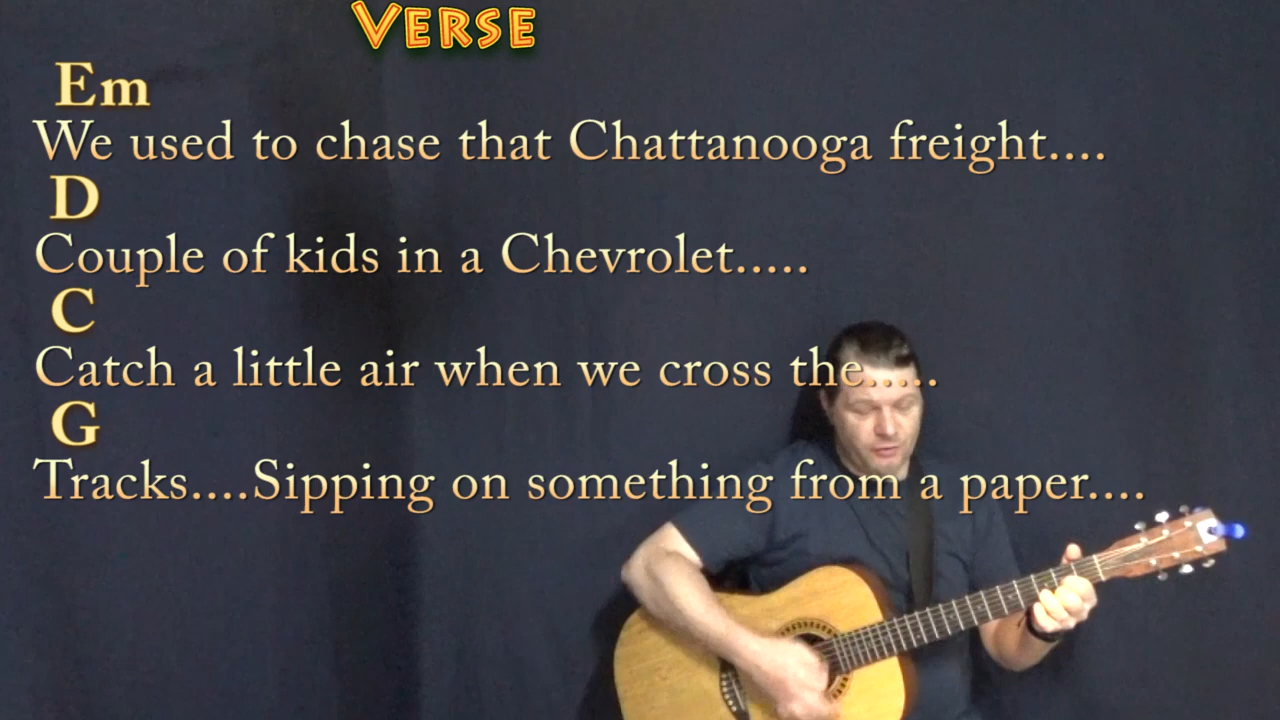 VERSE
Em
We used to chase that Chattanooga freight....
D
Couple of kids in a Chevrolet.....
C
Catch a little air when we cross the.....
G
Tracks....Sipping on something from a paper....